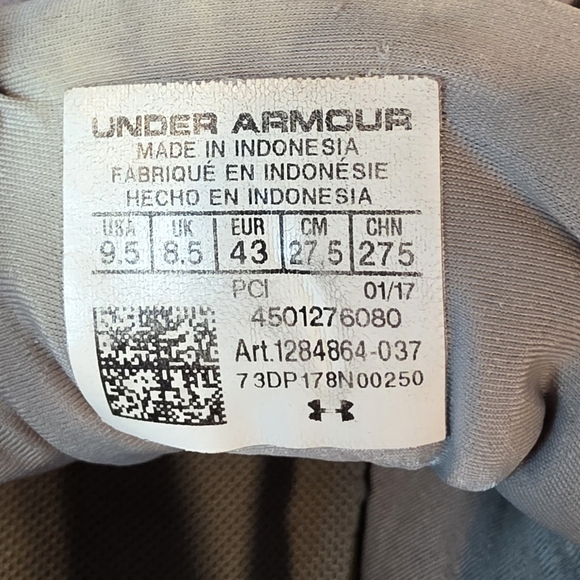 UNDER ARMOUR
MADE IN INDONESIA
FABRIQUÉ EN INDONÉSIE
HECHO EN INDONESIA
USA UK EUR CM CHN
9.5 8.5 43 27.5 275
PCI 01/17
4501276080
Art.1284864-037
73DP178N00250